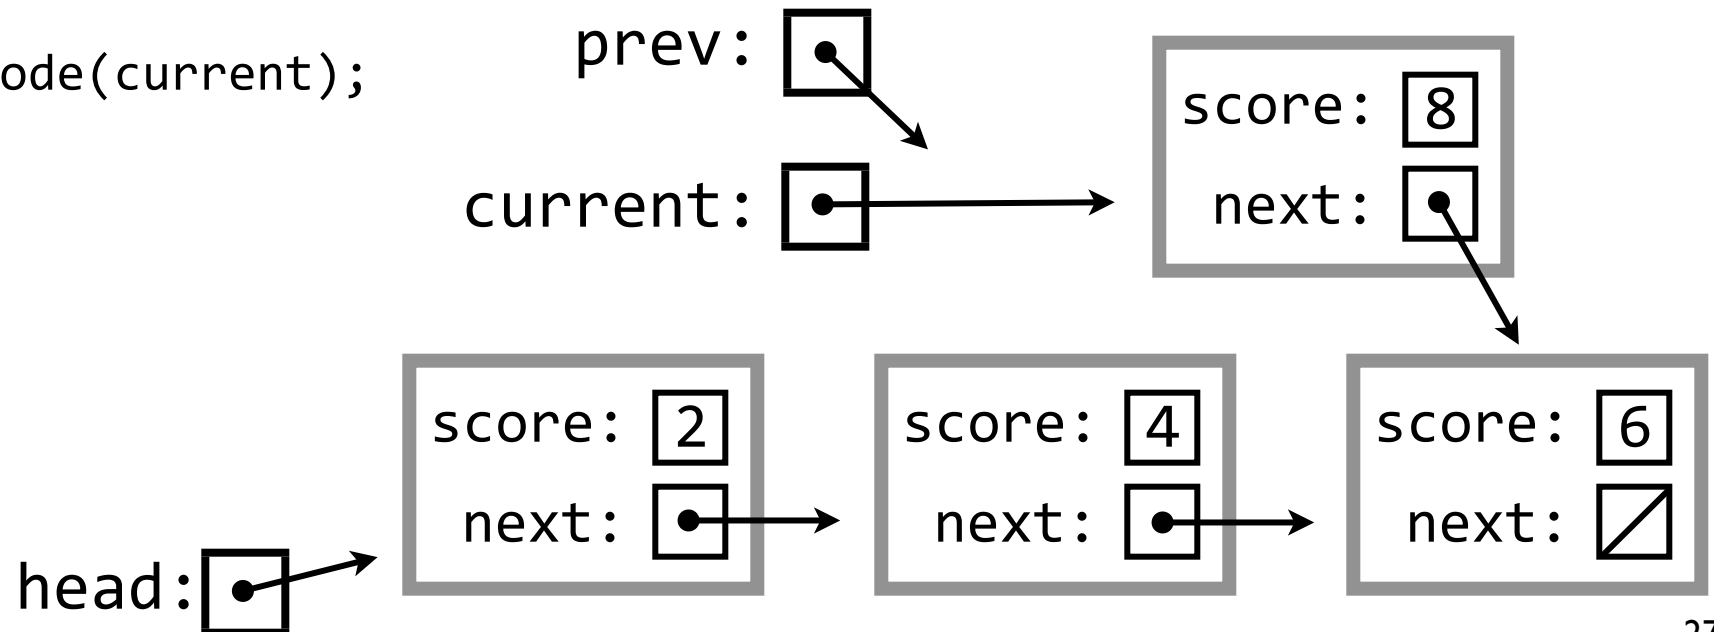 prev:
ode(current);
score: 8
current:
next:
score: 2
score: 4
score: 6
next:
next:
next:
head:
27